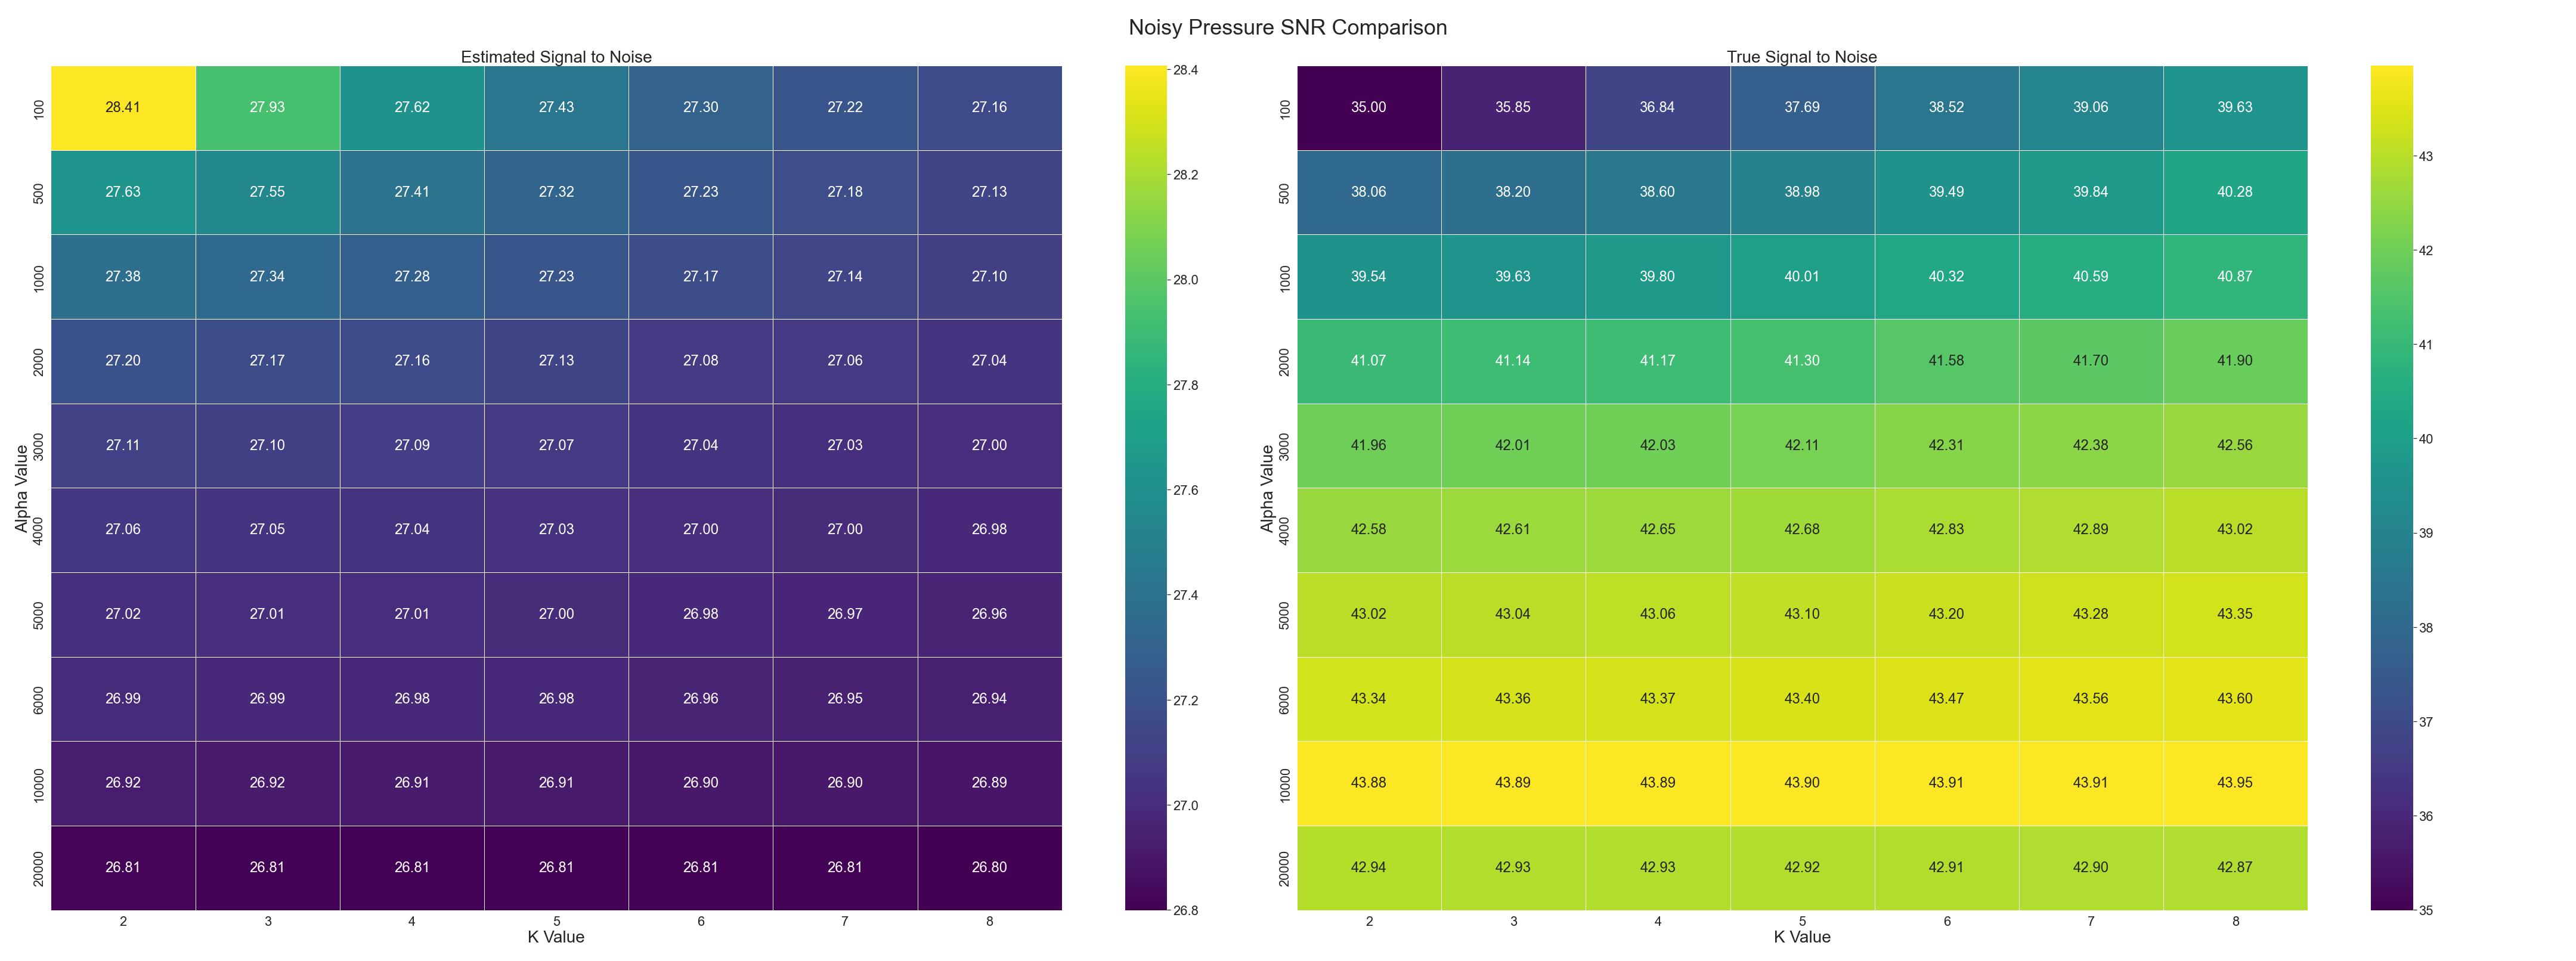 Noisy Pressure SNR Comparison
Estimated Signal to Noise
Alpha Value
100 28.41 27.93 27.62 27.43 27.30 27.22 27.16
500 27.63 27.55 27.41 27.32 27.23 27.18 27.13
1000 27.38 27.34 27.28 27.23 27.17 27.14 27.10
2000 27.20 27.17 27.16 27.13 27.08 27.06 27.04
3000 27.11 27.10 27.09 27.07 27.04 27.03 27.00
4000 27.06 27.05 27.04 27.03 27.00 27.00 26.98
5000 27.02 27.01 27.01 27.00 26.98 26.97 26.96
6000 26.99 26.99 26.98 26.98 26.96 26.95 26.94
10000 26.92 26.92 26.91 26.91 26.90 26.90 26.89
20000 26.81 26.81 26.81 26.81 26.81 26.81 26.80
2 3 4 5 6 7 8
K Value
28.4
28.2
28.0
27.8
27.6
27.4
27.2
27.0
26.8
True Signal to Noise
Alpha Value
100 35.00 35.85 36.84 37.69 38.52 39.06 39.63
500 38.06 38.20 38.60 38.98 39.49 39.84 40.28
1000 39.54 39.63 39.80 40.01 40.32 40.59 40.87
2000 41.07 41.14 41.17 41.30 41.58 41.70 41.90
3000 41.96 42.01 42.03 42.11 42.31 42.38 42.56
4000 42.58 42.61 42.65 42.68 42.83 42.89 43.02
5000 43.02 43.04 43.06 43.10 43.20 43.28 43.35
6000 43.34 43.36 43.37 43.40 43.47 43.56 43.60
10000 43.88 43.89 43.89 43.90 43.91 43.91 43.95
20000 42.94 42.93 42.93 42.92 42.91 42.90 42.87
2 3 4 5 6 7 8
K Value
43
42
41
40
39
38
37
36
35